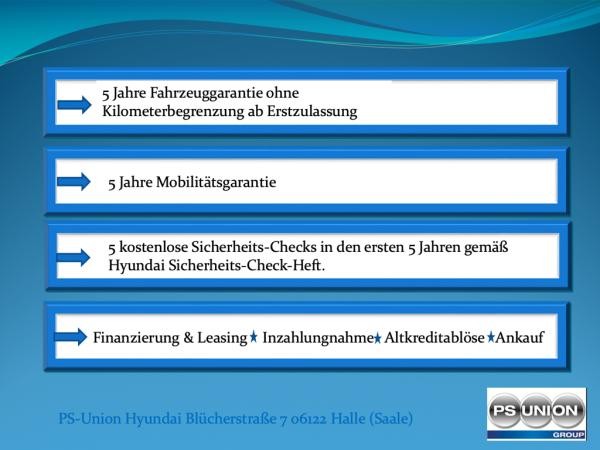 5 Jahre Fahrzeuggarantie ohne
Kilometerbegrenzung ab Erstzulassung
5 Jahre Mobilitätsgarantie
5 kostenlose Sicherheits-Checks in den ersten 5 Jahren gemäß
Hyundai Sicherheits-Check-Heft.
Finanzierung & Leasing Inzahlungnahme Altkreditablöse Ankauf
PS-Union Hyundai Blücherstraße 7 06122 Halle (Saale)
PS UNION
GROUP